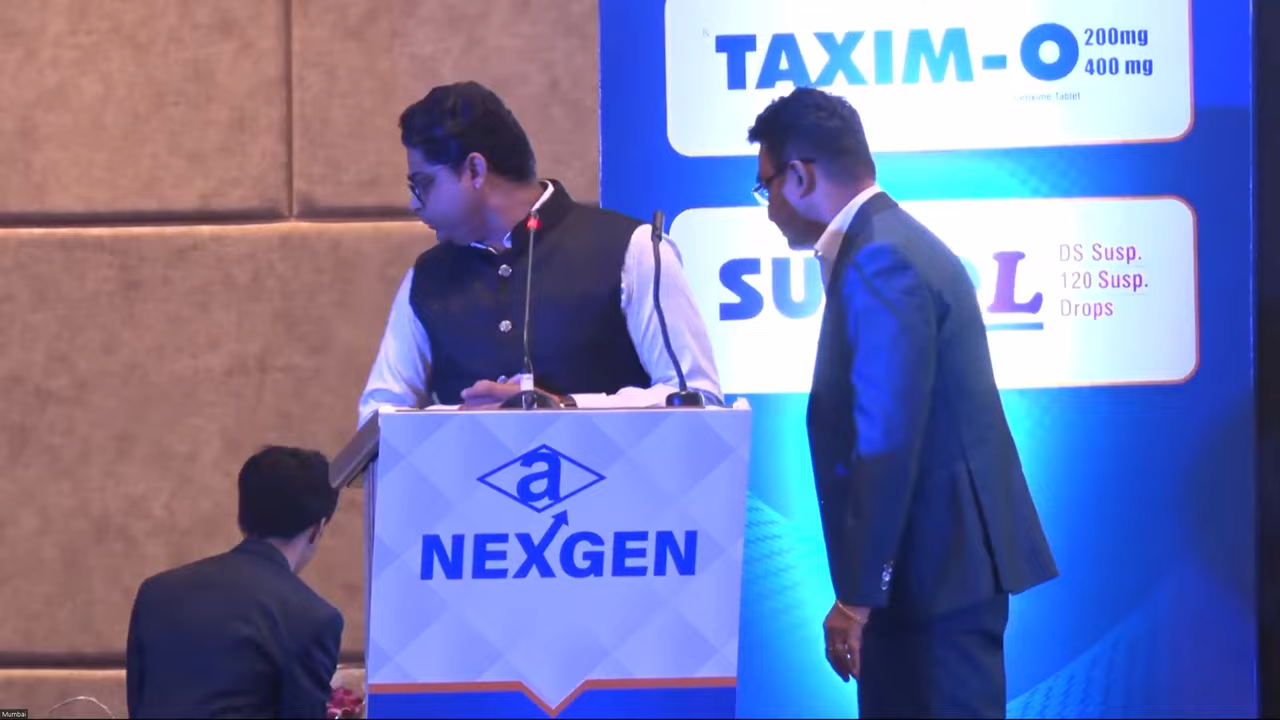 TAXIM-O 200mg
400 mg
DS Susp.
120 Susp.
Drops
a
NEXGEN
Mumbai